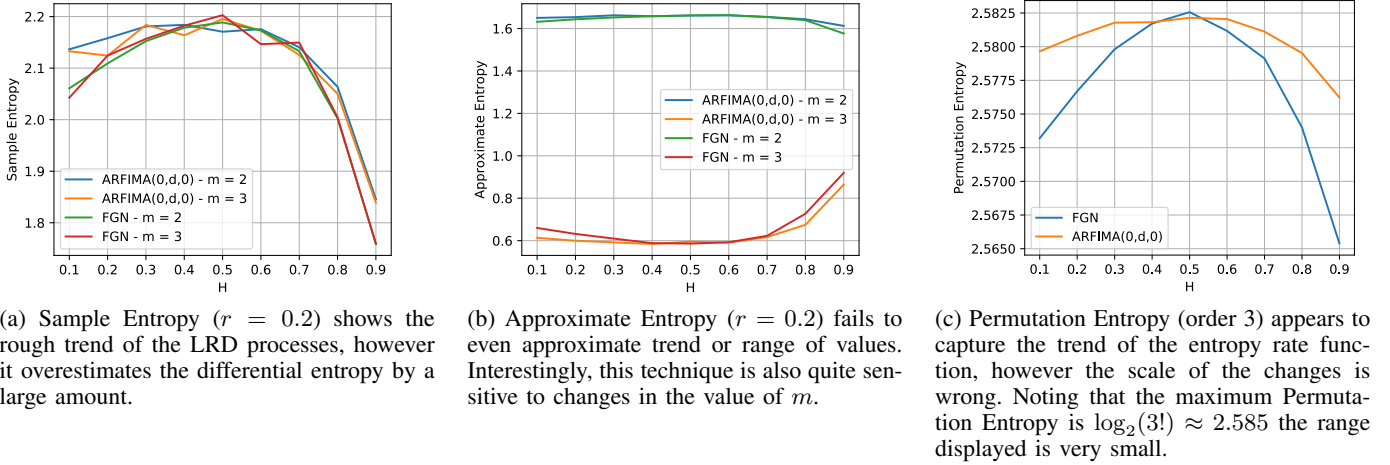 2.2
2.1
2.0
1.9
1.8
Sample Entropy
ARFIMA(0,d,0) - m = 2
ARFIMA(0,d,0) - m = 3
FGN - m = 2
FGN - m = 3
0.1 0.2 0.3 0.4 0.5 0.6 0.7 0.8 0.9
H
(a) Sample Entropy (r = 0.2) shows the
rough trend of the LRD processes, however
it overestimates the differential entropy by a
large amount.
1.6
1.4
1.2
1.0
0.8
0.6
Approximate Entropy
ARFIMA(0,d,0) - m = 2
ARFIMA(0,d,0) - m = 3
FGN - m = 2
FGN - m = 3
0.1 0.2 0.3 0.4 0.5 0.6 0.7 0.8 0.9
H
(b) Approximate Entropy (r = 0.2) fails to
even approximate trend or range of values.
Interestingly, this technique is also quite sen-
sitive to changes in the value of m.
2.5825
2.5800
2.5775
2.5750
2.5725
2.5700
2.5675
2.5650
Permutation Entropy
FGN
ARFIMA(0,d,0)
0.1 0.2 0.3 0.4 0.5 0.6 0.7 0.8 0.9
H
(c) Permutation Entropy (order 3) appears to
capture the trend of the entropy rate func-
tion, however the scale of the changes is
wrong. Noting that the maximum Permuta-
tion Entropy is log₂(3!) ≈ 2.585 the range
displayed is very small.